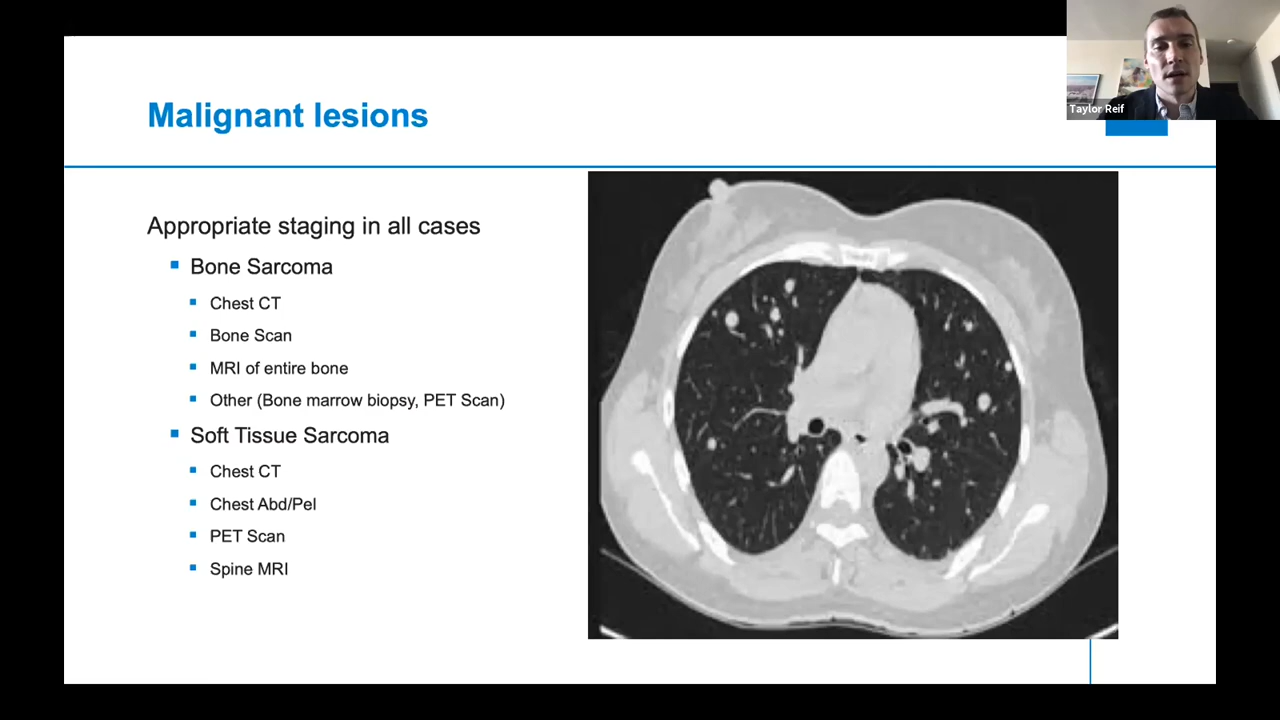 Taylor Reif
Malignant lesions
Appropriate staging in all cases
Bone Sarcoma
Chest CT
Bone Scan
MRI of entire bone
Other (Bone marrow biopsy, PET Scan)
Soft Tissue Sarcoma
Chest CT
Chest Abd/Pel
PET Scan
Spine MRI